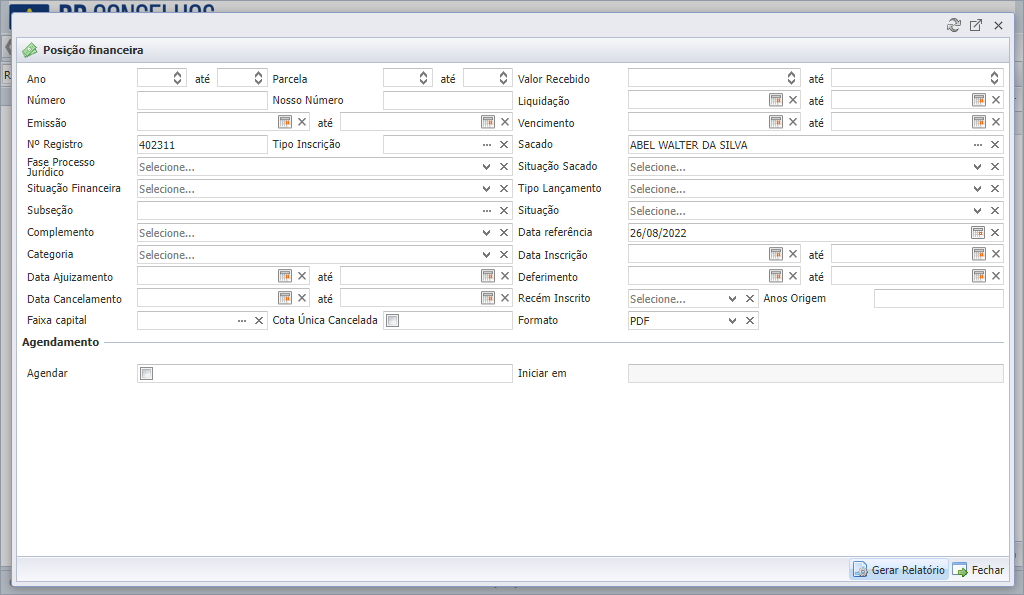 BR CONSELHOS
R
Posição financeira
Ano até Parcela até Valor Recebido até
Número Nosso Número Liquidação até
Emissão até Vencimento até
Nº Registro 402311 Tipo Inscrição ... Sacado ABEL WALTER DA SILVA ...
Fase Processo Jurídico Selecione... Situação Sacado Selecione...
Situação Financeira Selecione... Tipo Lançamento Selecione...
Subseção ... Situação Selecione...
Complemento Selecione... Data referência 26/08/2022
Categoria Selecione... Data Inscrição até
Data Ajuizamento até Deferimento até
Data Cancelamento até Recém Inscrito Selecione... Anos Origem
Faixa capital ... Cota Única Cancelada Formato PDF
Agendamento
Agendar Iniciar em
Gerar Relatório Fechar